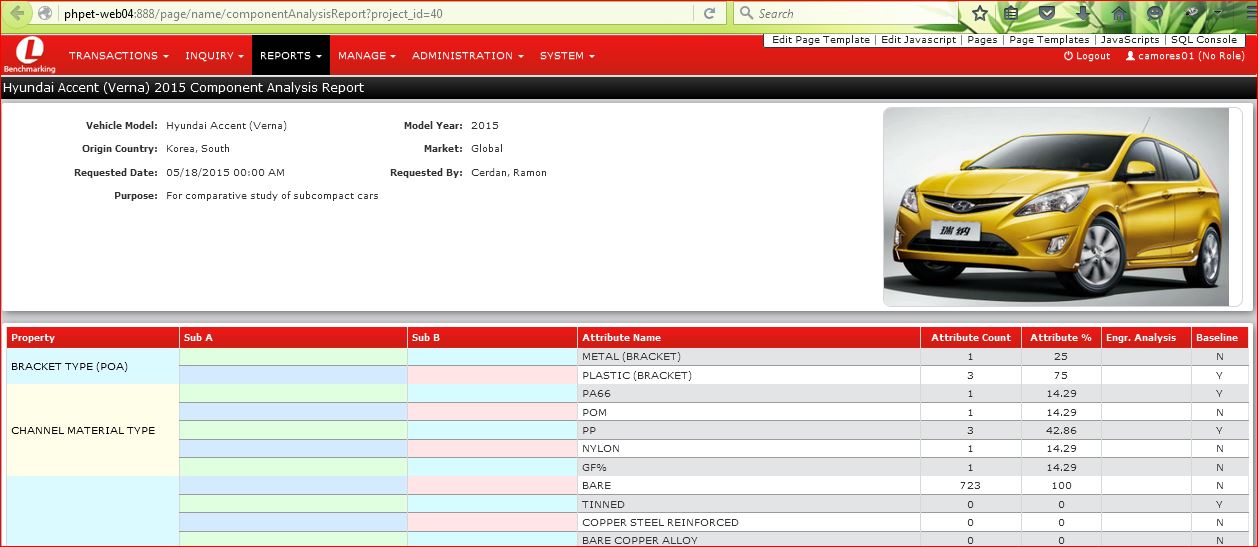 phpet-web04:888/page/name/componentAnalysisReport?project_id=40
Search
Edit Page Template | Edit Javascript | Pages | Page Templates | JavaScripts | SQL Console
L
Benchmarking
TRANSACTIONS INQUIRY REPORTS MANAGE ADMINISTRATION SYSTEM
Logout camores01 (No Role)
Hyundai Accent (Verna) 2015 Component Analysis Report
Vehicle Model: Hyundai Accent (Verna) Model Year: 2015
Origin Country: Korea, South Market: Global
Requested Date: 05/18/2015 00:00 AM Requested By: Cerdan, Ramon
Purpose: For comparative study of subcompact cars
瑞纳
Property Sub A Sub B Attribute Name Attribute Count Attribute % Engr. Analysis Baseline
BRACKET TYPE (POA) METAL (BRACKET) 1 25 N
PLASTIC (BRACKET) 3 75 Y
CHANNEL MATERIAL TYPE PA66 1 14.29 Y
POM 1 14.29 N
PP 3 42.86 Y
NYLON 1 14.29 N
GF% 1 14.29 N
BARE 723 100 N
TINNED 0 0 Y
COPPER STEEL REINFORCED 0 0 N
BARE COPPER ALLOY 0 0 N